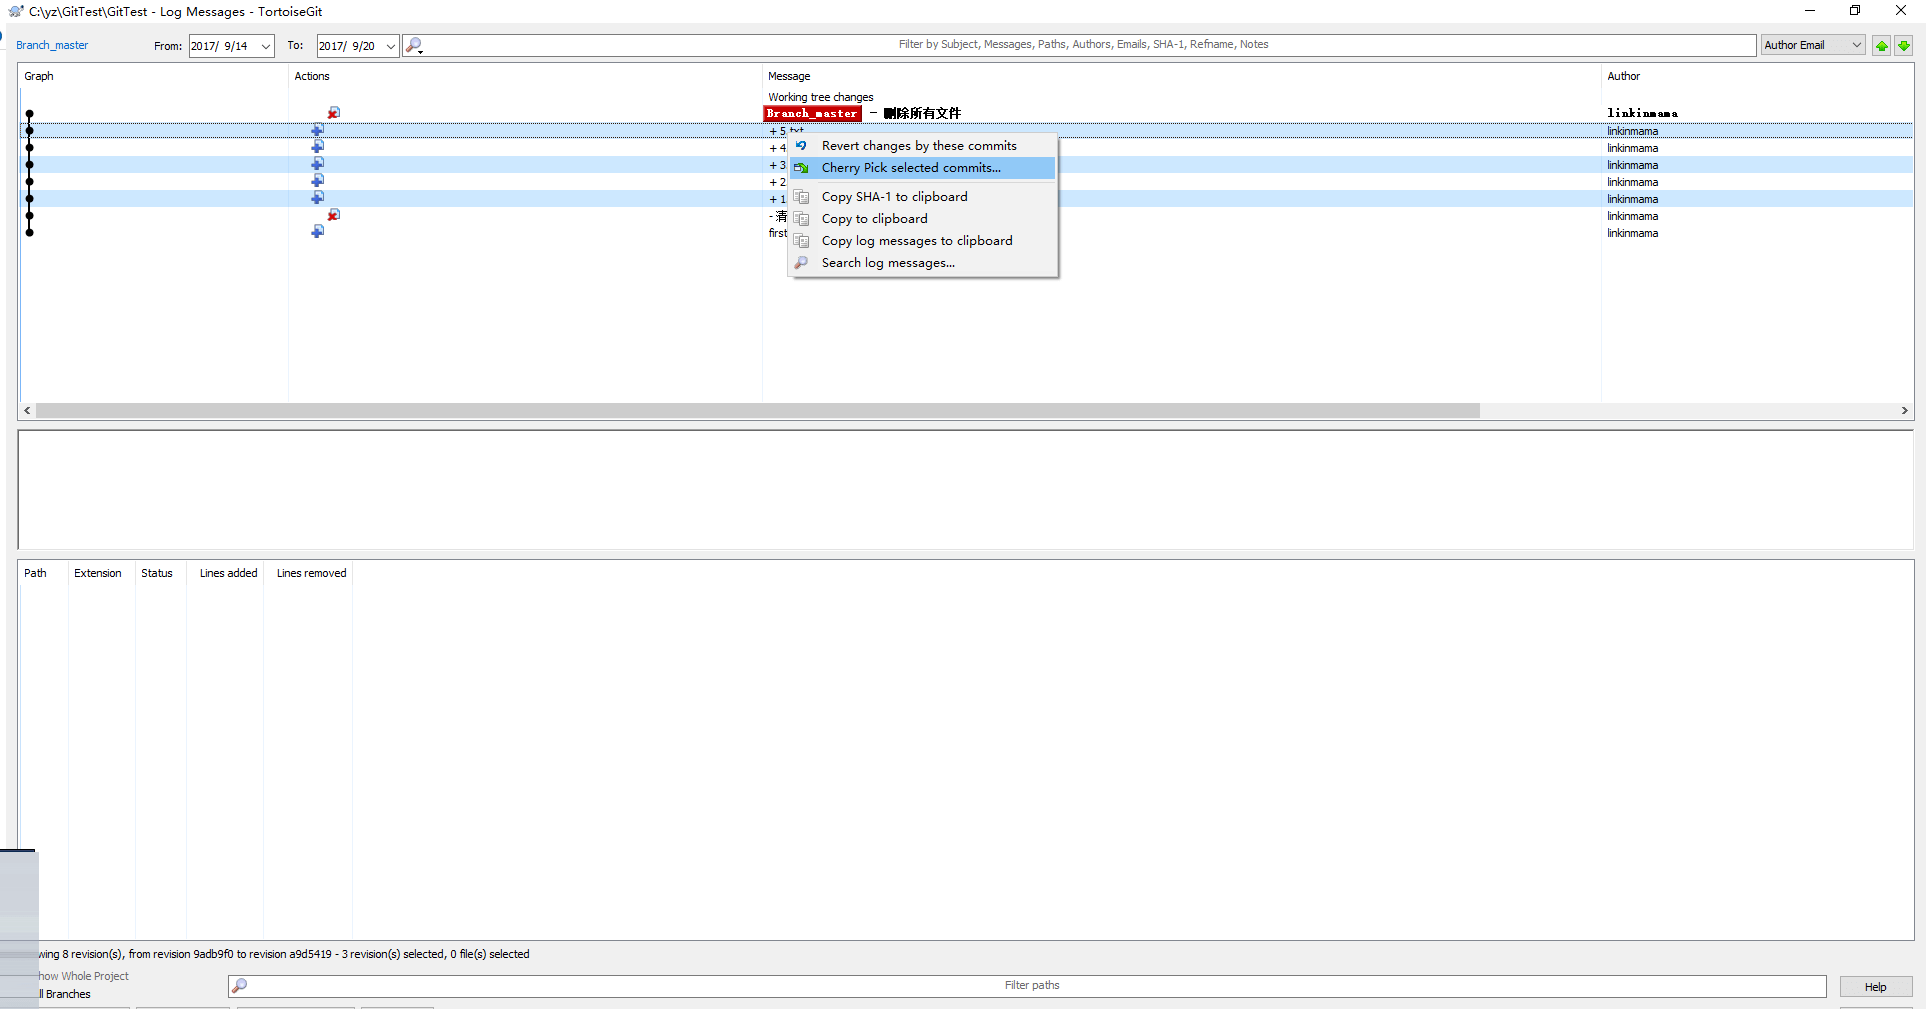 C:\yz\GitTest\GitTest - Log Messages - TortoiseGit
Branch_master From: 2017/ 9/14 To: 2017/ 9/20 Filter by Subject, Messages, Paths, Authors, Emails, SHA-1, Refname, Notes Author Email
Graph Actions Message Author
Working tree changes
Branch_master - 删除所有文件 linkinmama
+ 5.txt linkinmama
+ 4 linkinmama
+ 3 linkinmama
+ 2 linkinmama
+ 1 linkinmama
- 清 linkinmama
first linkinmama
Revert changes by these commits
Cherry Pick selected commits...
Copy SHA-1 to clipboard
Copy to clipboard
Copy log messages to clipboard
Search log messages...
Path Extension Status Lines added Lines removed
wing 8 revision(s), from revision 9adb9f0 to revision a9d5419 - 3 revision(s) selected, 0 file(s) selected
how Whole Project
ll Branches
Filter paths
Help